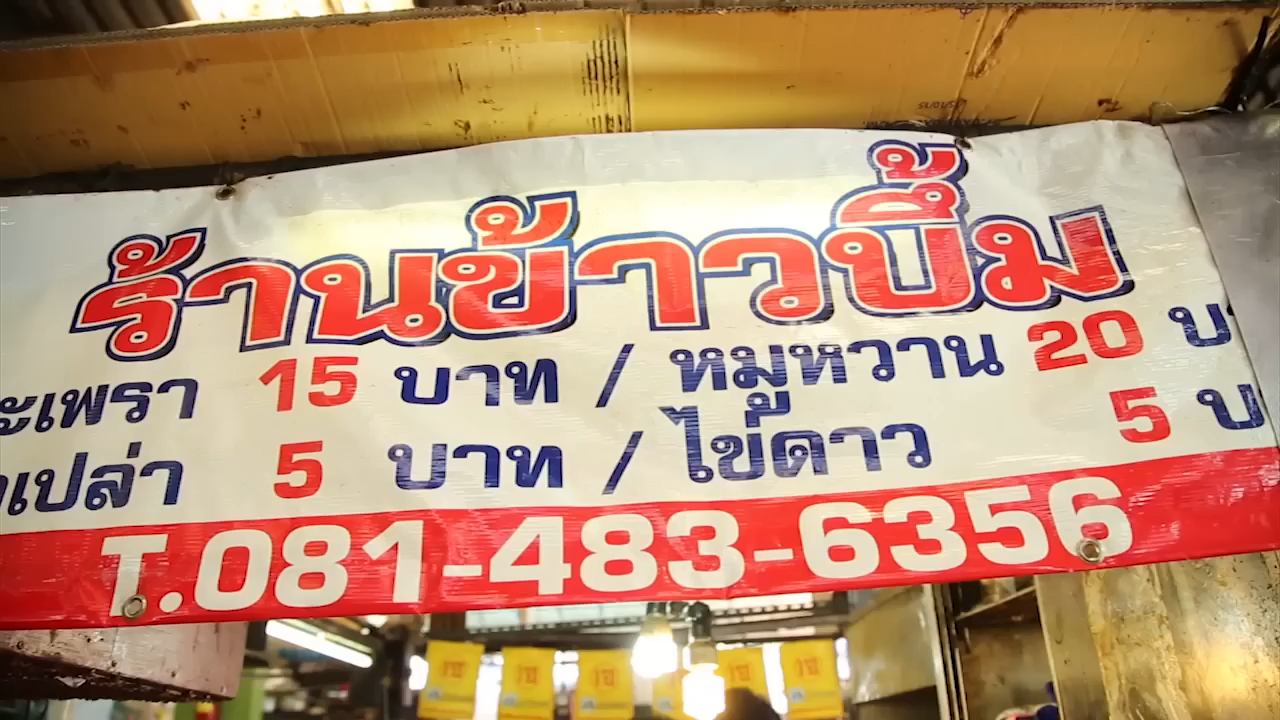 ร้านข้าวบึ้ม
ะเพรา 15 บาท / หมูหวาน 20 บ
เปล่า 5 บาท / ไข่ดาว 5 บ
T.081-483-6356